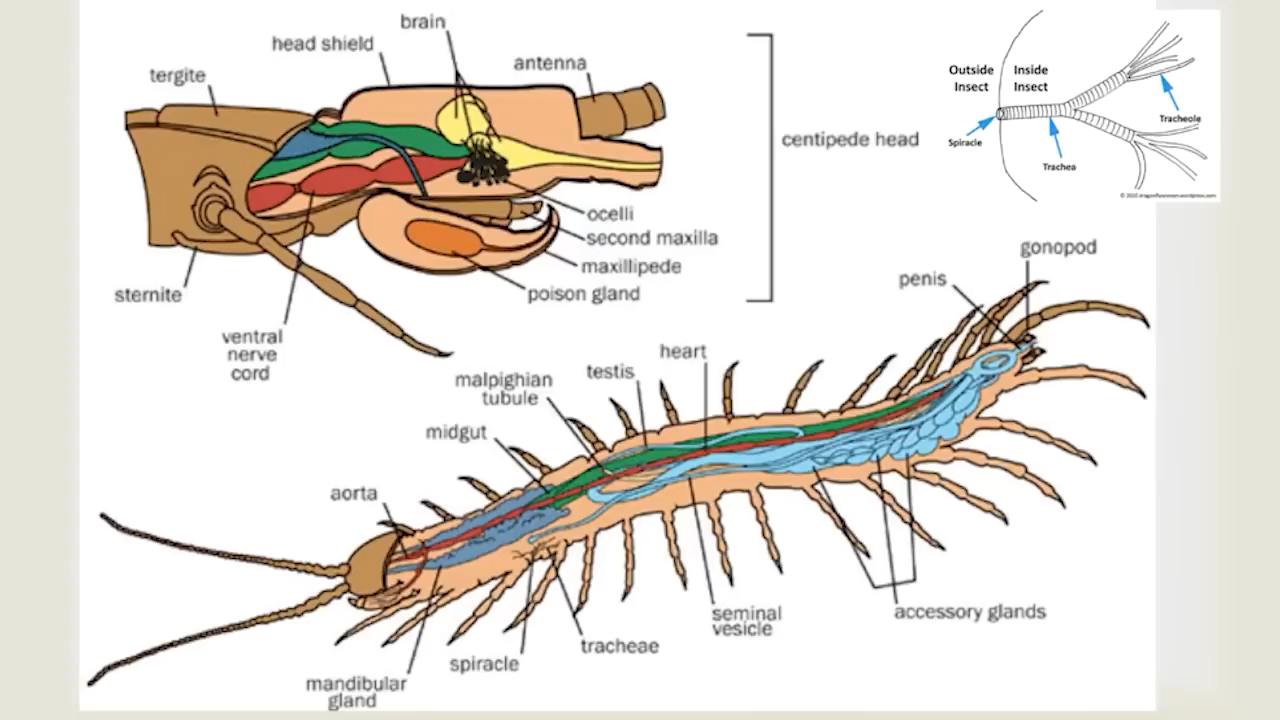 brain
head shield
antenna
tergite
centipede head
ocelli
second maxilla
maxillipede
poison gland
sternite
ventral
nerve
cord
Outside
Insect
Inside
Insect
Spiracle
Trachea
Tracheole
gonopod
penis
heart
testis
malpighian
tubule
midgut
aorta
mandibular
gland
spiracle
tracheae
seminal
vesicle
accessory glands